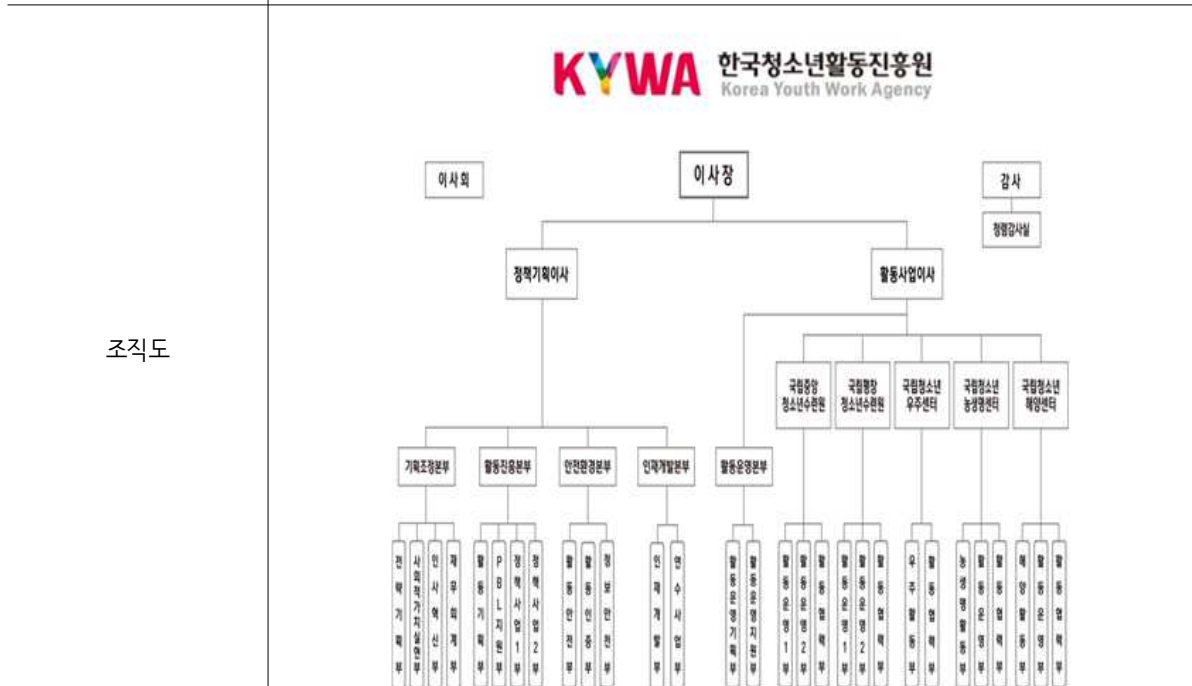 KYWA 한국청소년활동진흥원
Korea Youth Work Agency
조직도
이사회
이사장
감사
청렴감사실
정책기획이사
활동사업이사
국립중앙
청소년수련원
국립평창
청소년수련원
국립청소년
우주센터
국립청소년
농생명센터
국립청소년
해양센터
기획조정본부
활동진흥본부
안전환경본부
인재개발본부
활동운영본부
전략기획부
사회적가치실현부
인사혁신부
재무회계부
활동기획부
PBL지원부
정책사업1부
정책사업2부
활동안전부
활동인증부
정보안전부
인재개발부
연수사업부
활동운영기획부
활동운영지원부
활동운영1부
활동운영2부
활동협력부
활동운영1부
활동운영2부
활동협력부
우주활동부
활동협력부
농생명활동부
활동운영부
활동협력부
해양활동부
활동운영부
활동협력부